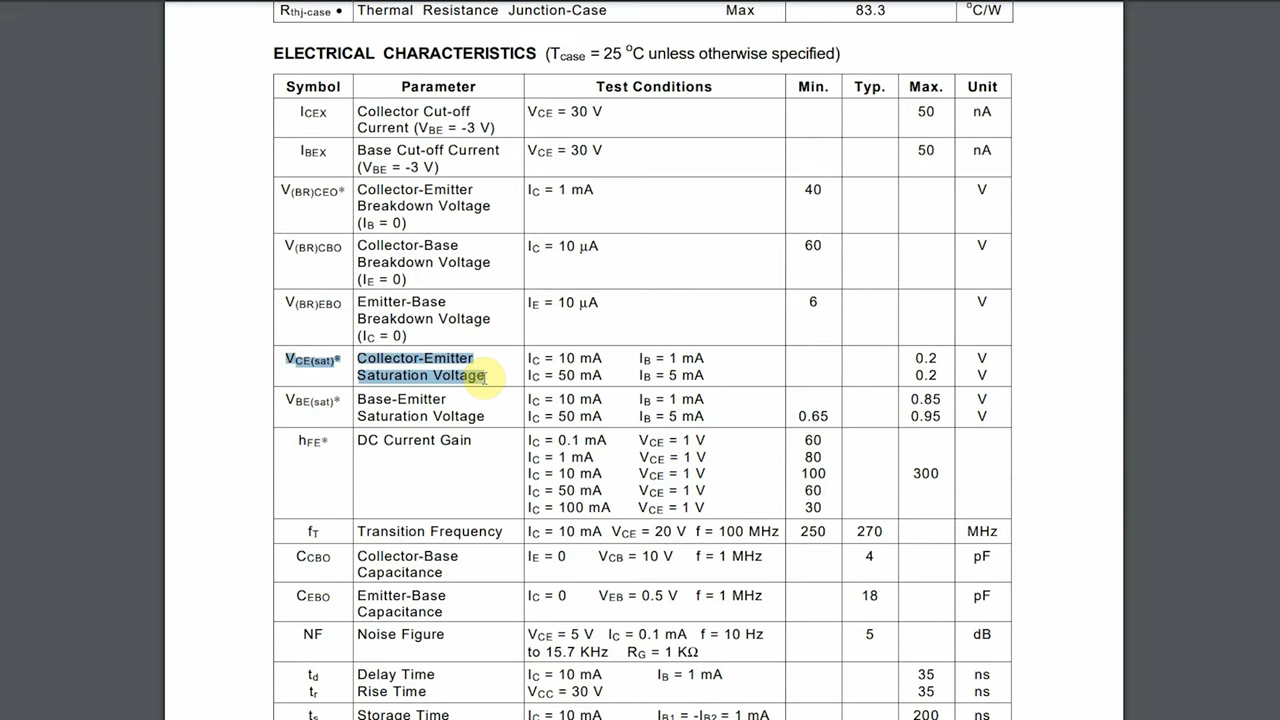 Rthj-case • Thermal Resistance Junction-Case Max 83.3 oC/W
ELECTRICAL CHARACTERISTICS (Tcase = 25 oC unless otherwise specified)
Symbol Parameter Test Conditions Min. Typ. Max. Unit
ICEX Collector Cut-off VCE = 30 V 50 nA
Current (VBE = -3 V)
IBEX Base Cut-off Current VCE = 30 V 50 nA
(VBE = -3 V)
V(BR)CEO* Collector-Emitter IC = 1 mA 40 V
Breakdown Voltage
(IB = 0)
V(BR)CBO Collector-Base IC = 10 µA 60 V
Breakdown Voltage
(IE = 0)
V(BR)EBO Emitter-Base IE = 10 µA 6 V
Breakdown Voltage
(IC = 0)
VCE(sat)* Collector-Emitter IC = 10 mA IB = 1 mA 0.2 V
Saturation Voltage IC = 50 mA IB = 5 mA 0.2 V
VBE(sat)* Base-Emitter IC = 10 mA IB = 1 mA 0.85 V
Saturation Voltage IC = 50 mA IB = 5 mA 0.65 0.95 V
hFE* DC Current Gain IC = 0.1 mA VCE = 1 V 60
IC = 1 mA VCE = 1 V 80
IC = 10 mA VCE = 1 V 100 300
IC = 50 mA VCE = 1 V 60
IC = 100 mA VCE = 1 V 30
fT Transition Frequency IC = 10 mA VCE = 20 V f = 100 MHz 250 270 MHz
CCBO Collector-Base IE = 0 VCB = 10 V f = 1 MHz 4 pF
Capacitance
CEBO Emitter-Base IC = 0 VEB = 0.5 V f = 1 MHz 18 pF
Capacitance
NF Noise Figure VCE = 5 V IC = 0.1 mA f = 10 Hz 5 dB
to 15.7 KHz RG = 1 KΩ
td Delay Time IC = 10 mA IB = 1 mA 35 ns
tr Rise Time VCC = 30 V 35 ns
ts Storage Time IC = 10 mA IB1 = -IB2 = 1 mA 200 ns